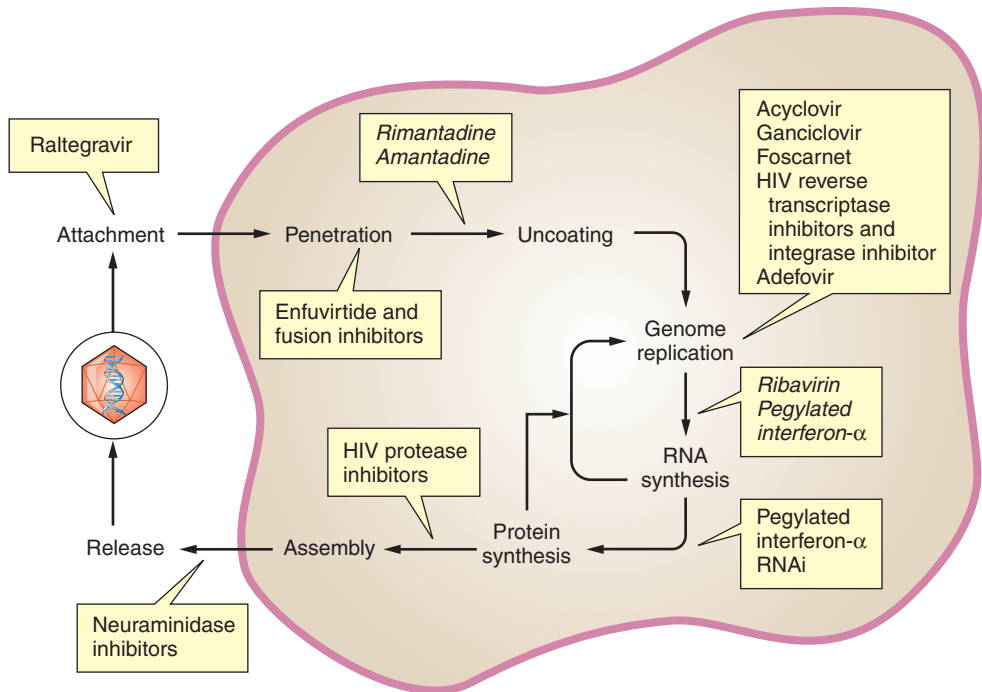 Raltegravir
Attachment
Rimantadine
Amantadine
Penetration
Uncoating
Enfuvirtide and
fusion inhibitors
Acyclovir
Ganciclovir
Foscarnet
HIV reverse
transcriptase
inhibitors and
integrase inhibitor
Adefovir
Genome
replication
Ribavirin
Pegylated
interferon-α
RNA
synthesis
Pegylated
interferon-α
RNAi
Protein
synthesis
HIV protease
inhibitors
Assembly
Release
Neuraminidase
inhibitors